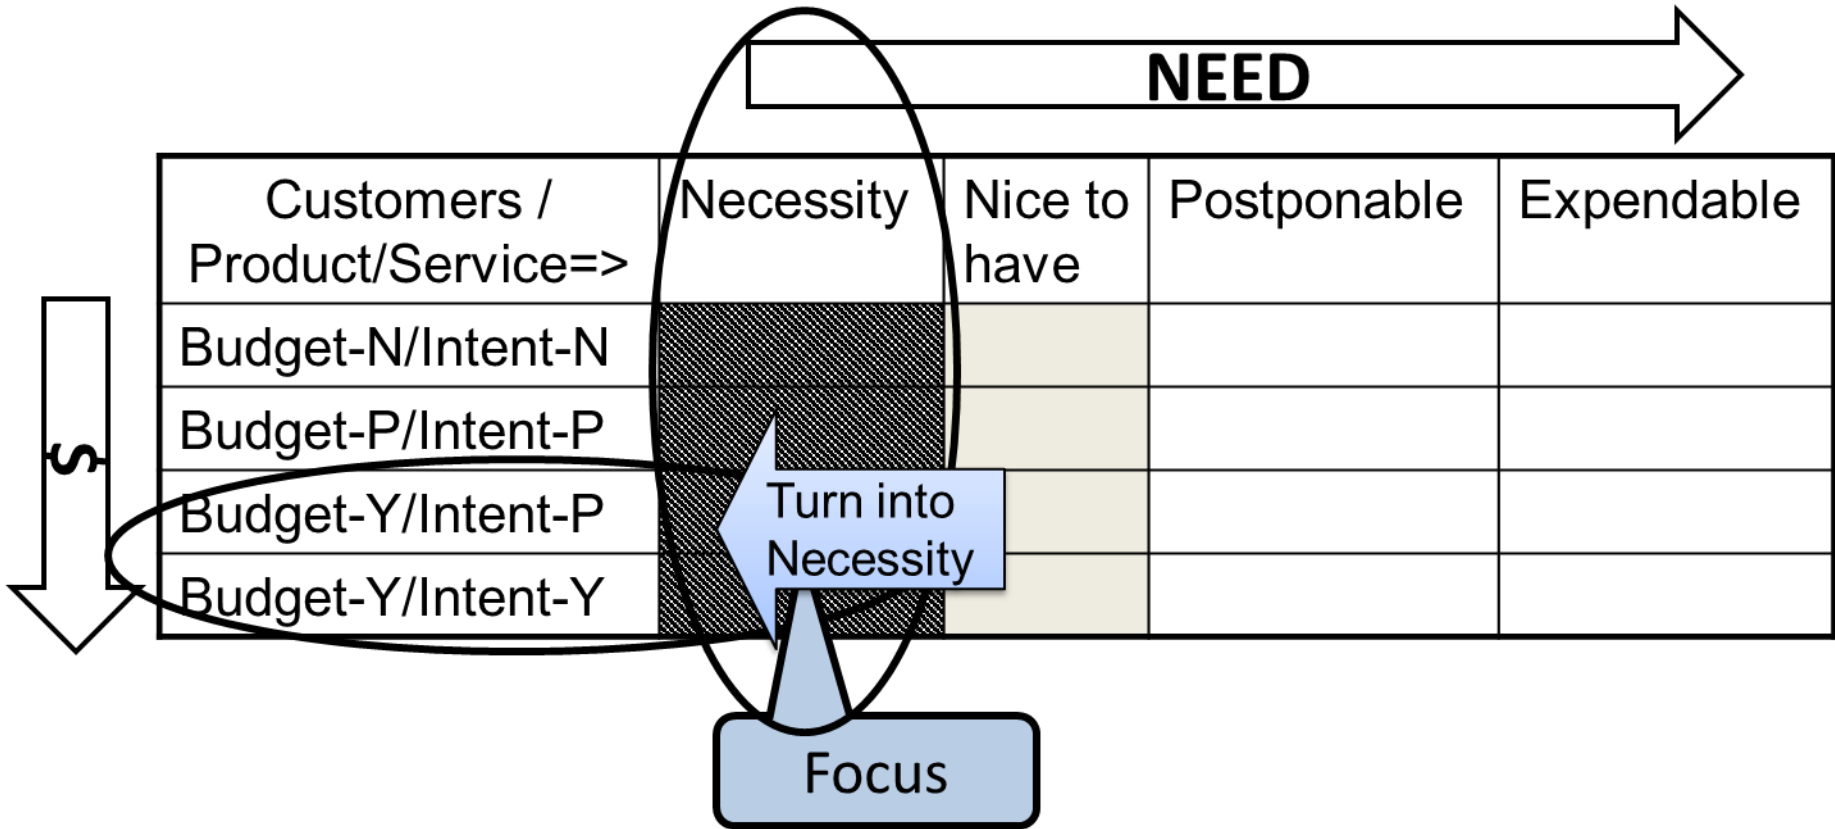 NEED
Customers /
Product/Service=>
Necessity
Nice to
have
Postponable
Expendable
$
Budget-N/Intent-N
Budget-P/Intent-P
Budget-Y/Intent-P
Budget-Y/Intent-Y
Turn into
Necessity
Focus